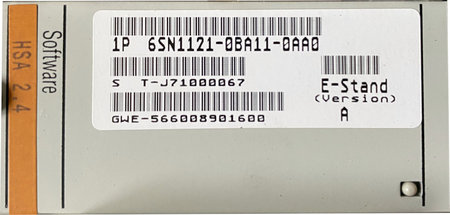 Software
HSA 2.4
1P 6SN1121-0BA11-0AA0
S T-J71000067
E-Stand
(Version)
A
GWE-566008901600